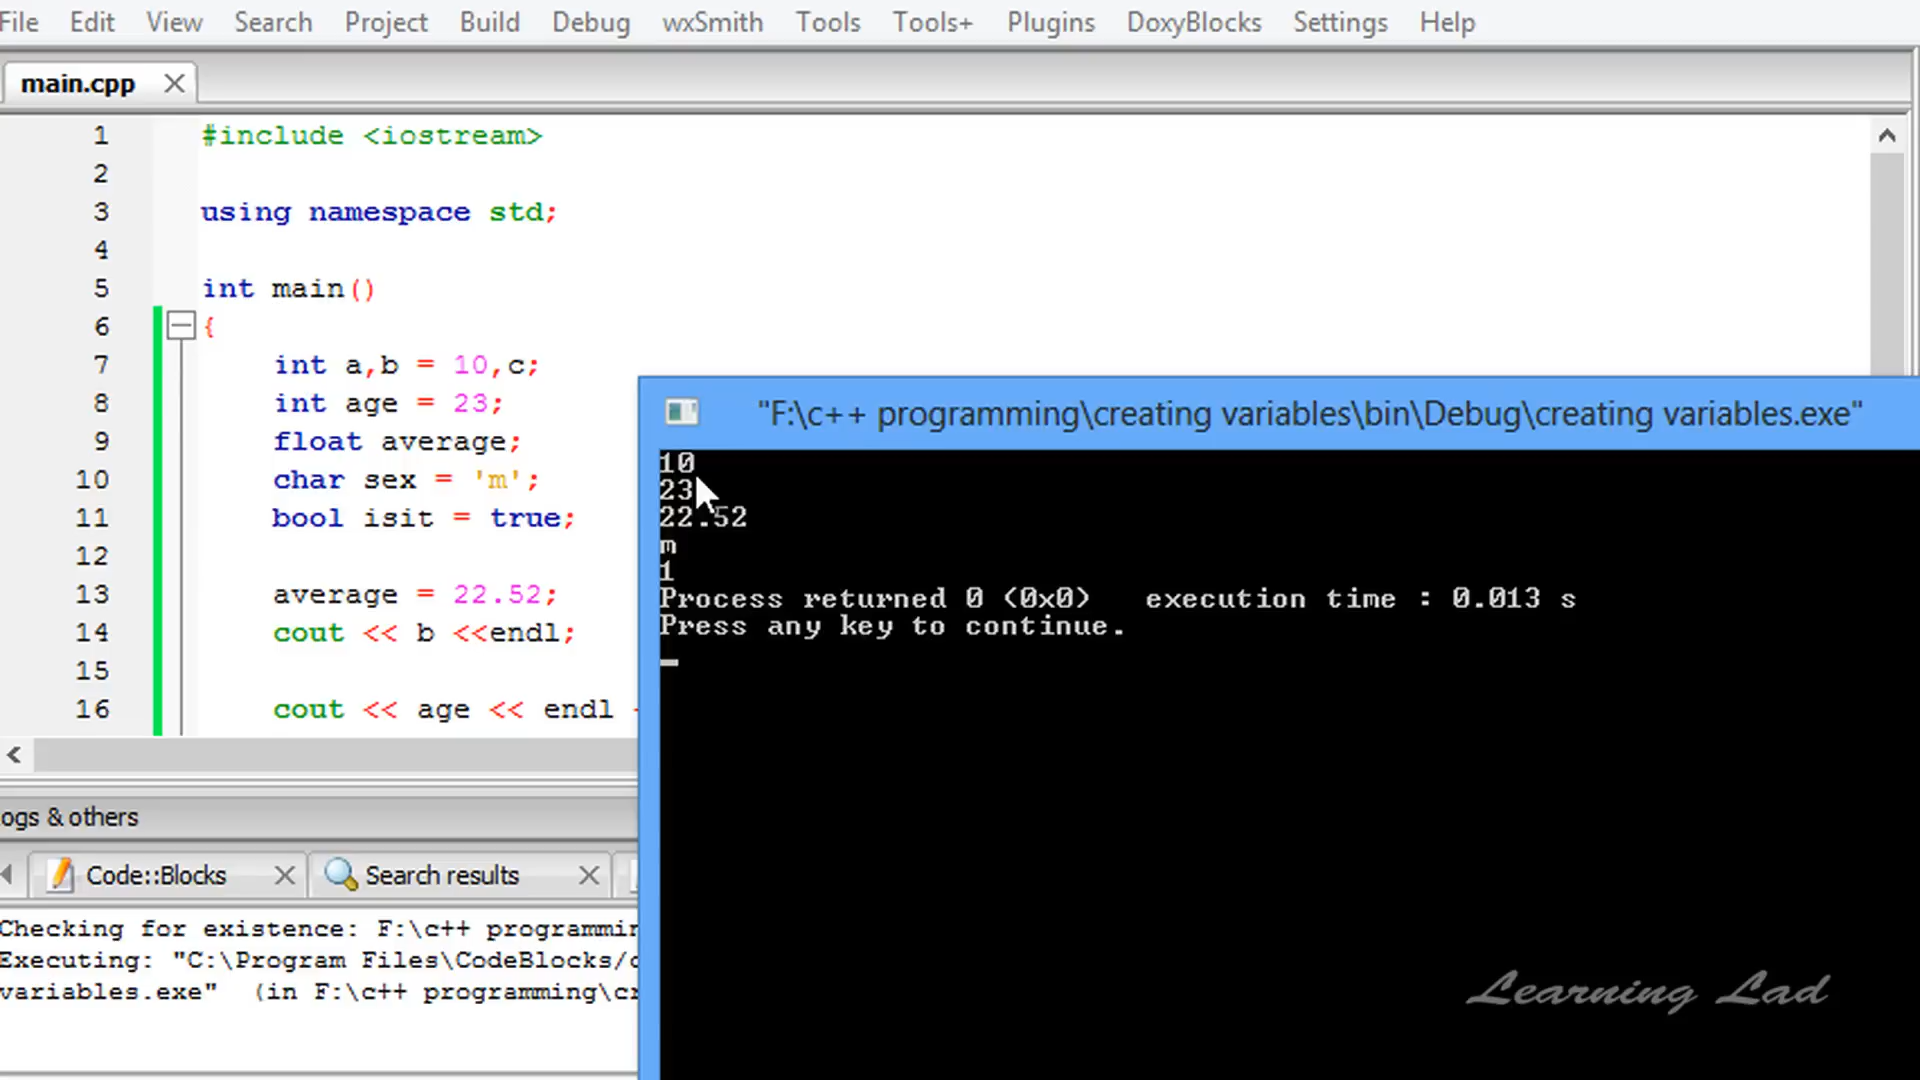 File Edit View Search Project Build Debug wxSmith Tools Tools+ Plugins DoxyBlocks Settings Help
main.cpp
1 #include <iostream>
2
3 using namespace std;
4
5 int main()
6 {
7 int a,b = 10,c;
8 int age = 23;
9 float average;
10 char sex = 'm';
11 bool isit = true;
12
13 average = 22.52;
14 cout << b <<endl;
15
16 cout << age << endl
"F:\c++ programming\creating variables\bin\Debug\creating variables.exe"
10
23
22.52
m
1
Process returned 0 (0x0) execution time : 0.013 s
Press any key to continue.
ogs & others
Code::Blocks
Search results
Checking for existence: F:\c++ programmin
Executing: "C:\Program Files\CodeBlocks/c
variables.exe" (in F:\c++ programming\cr
Learning Lad